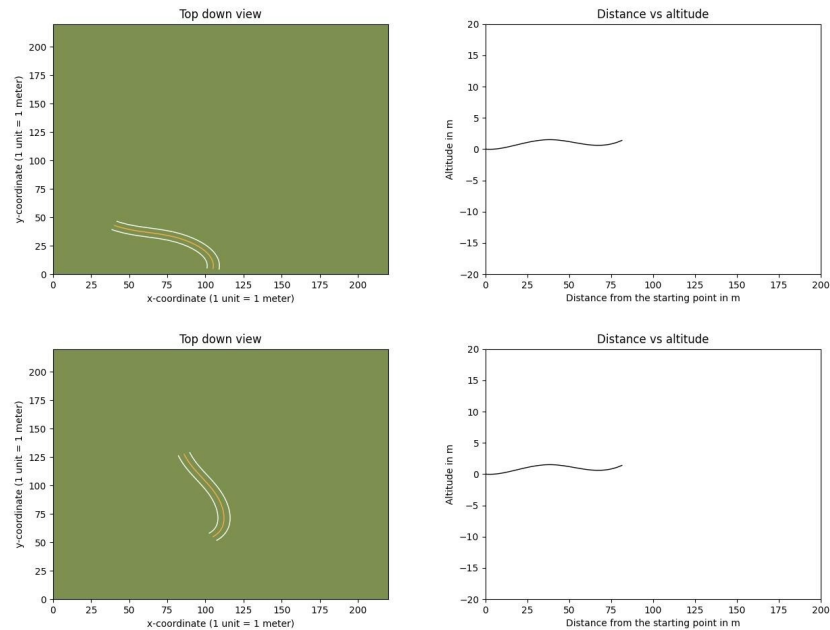 Top down view
y-coordinate (1 unit = 1 meter)
200
175
150
125
100
75
50
25
0
0 25 50 75 100 125 150 175 200
x-coordinate (1 unit = 1 meter)
Distance vs altitude
Altitude in m
20
15
10
5
0
−5
−10
−15
−20
0 25 50 75 100 125 150 175 200
Distance from the starting point in m
Top down view
y-coordinate (1 unit = 1 meter)
200
175
150
125
100
75
50
25
0
0 25 50 75 100 125 150 175 200
x-coordinate (1 unit = 1 meter)
Distance vs altitude
Altitude in m
20
15
10
5
0
−5
−10
−15
−20
0 25 50 75 100 125 150 175 200
Distance from the starting point in m